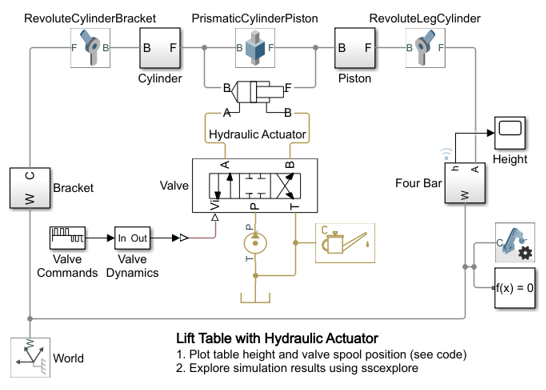 RevoluteCylinderBracket
PrismaticCylinderPiston
RevoluteLegCylinder
F B
B F
B F
B F
B F
Cylinder
Piston
B F
A B
Hydraulic Actuator
Height
h A
W
Four Bar
C
W
Bracket
Valve
A B
Vi P T
P
T
C
Valve
Commands
In Out
Valve
Dynamics
C
f(x) = 0
W
World
Lift Table with Hydraulic Actuator
1. Plot table height and valve spool position (see code)
2. Explore simulation results using sscexplore